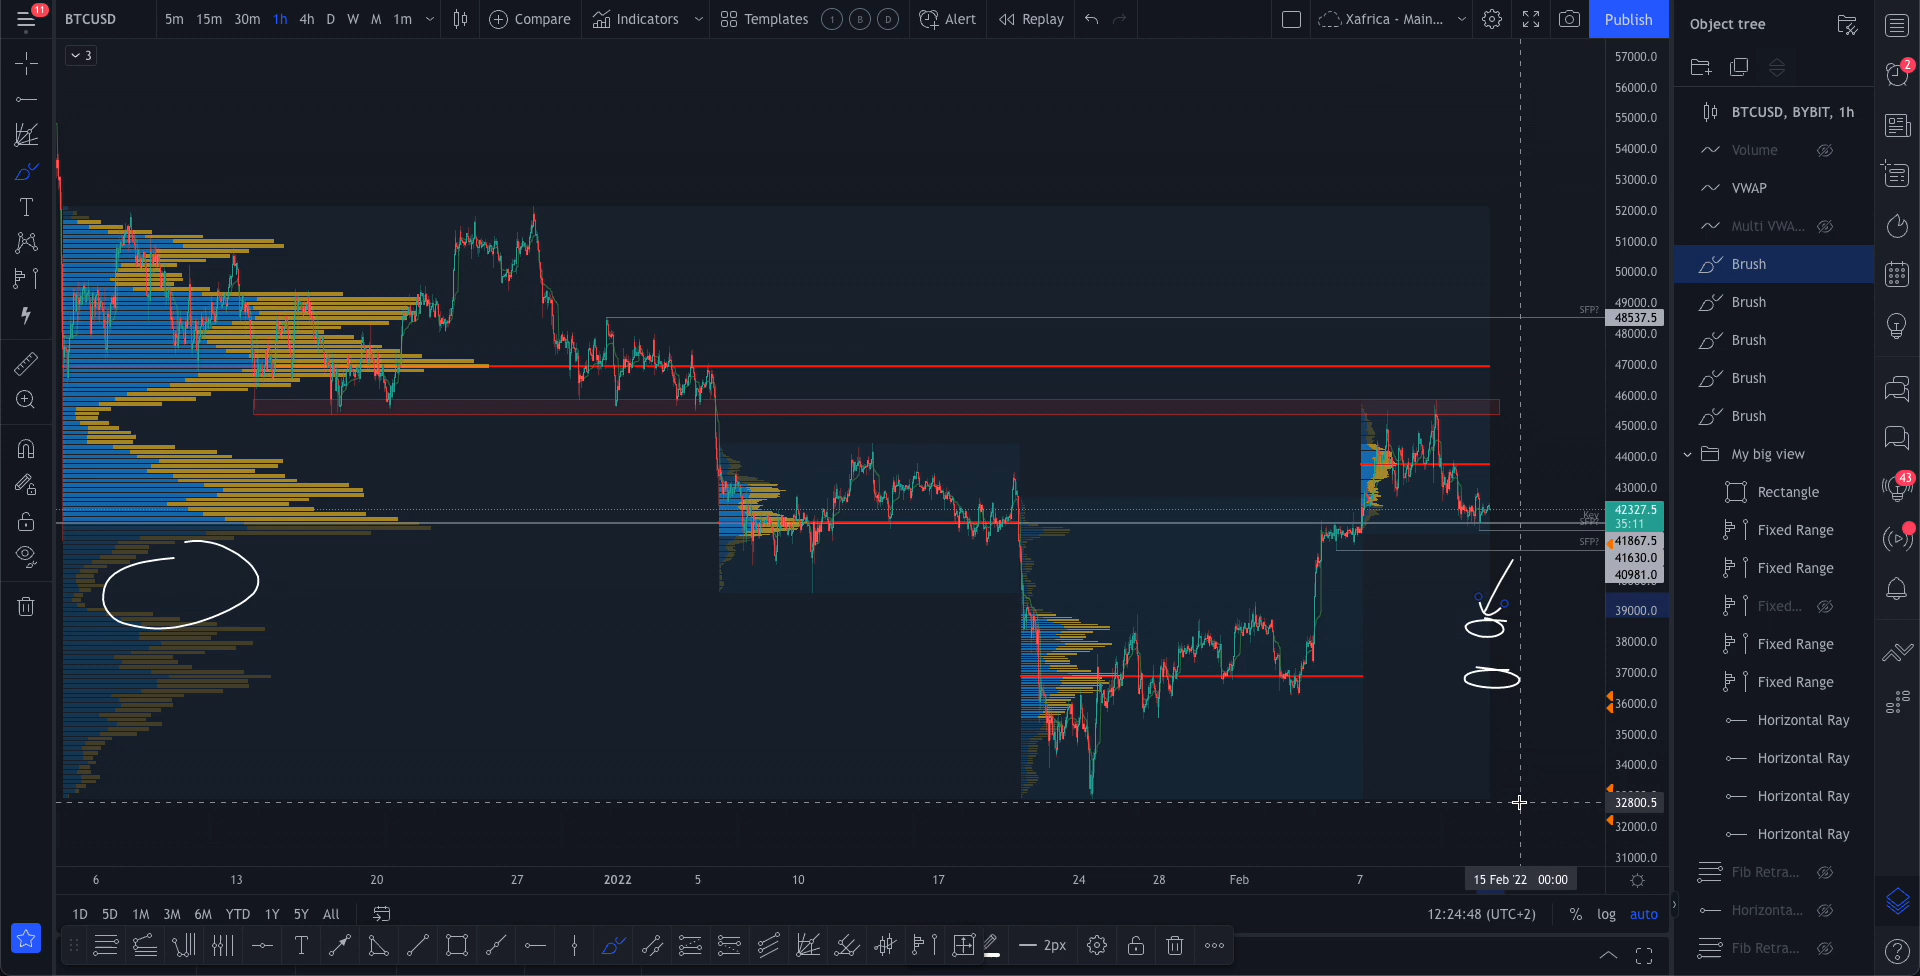 11
BTCUSD
5m 15m 30m 1h 4h D W M 1m
Compare
Indicators
Templates
1 B D
Alert
Replay
Xafrica - Main...
Publish
Object tree
3
2
57000.0
56000.0
55000.0
54000.0
53000.0
52000.0
51000.0
50000.0
49000.0
SFP?
48537.5
48000.0
47000.0
46000.0
45000.0
44000.0
43000.0
42327.5
35:11
Key
SFP?
SFP?
41867.5
41630.0
40981.0
39000.0
38000.0
37000.0
36000.0
35000.0
34000.0
32800.5
32000.0
31000.0
BTCUSD, BYBIT, 1h
Volume
VWAP
Multi VWA...
Brush
Brush
Brush
Brush
Brush
My big view
Rectangle
Fixed Range
Fixed Range
Fixed...
Fixed Range
Fixed Range
Horizontal Ray
Horizontal Ray
Horizontal Ray
Horizontal Ray
Fib Retra...
Horizonta...
Fib Retra...
43
6 13 20 27 2022 5 10 17 24 28 Feb 7 15 Feb '22 00:00
1D 5D 1M 3M 6M YTD 1Y 5Y All
12:24:48 (UTC+2) % log auto
T
T
2px